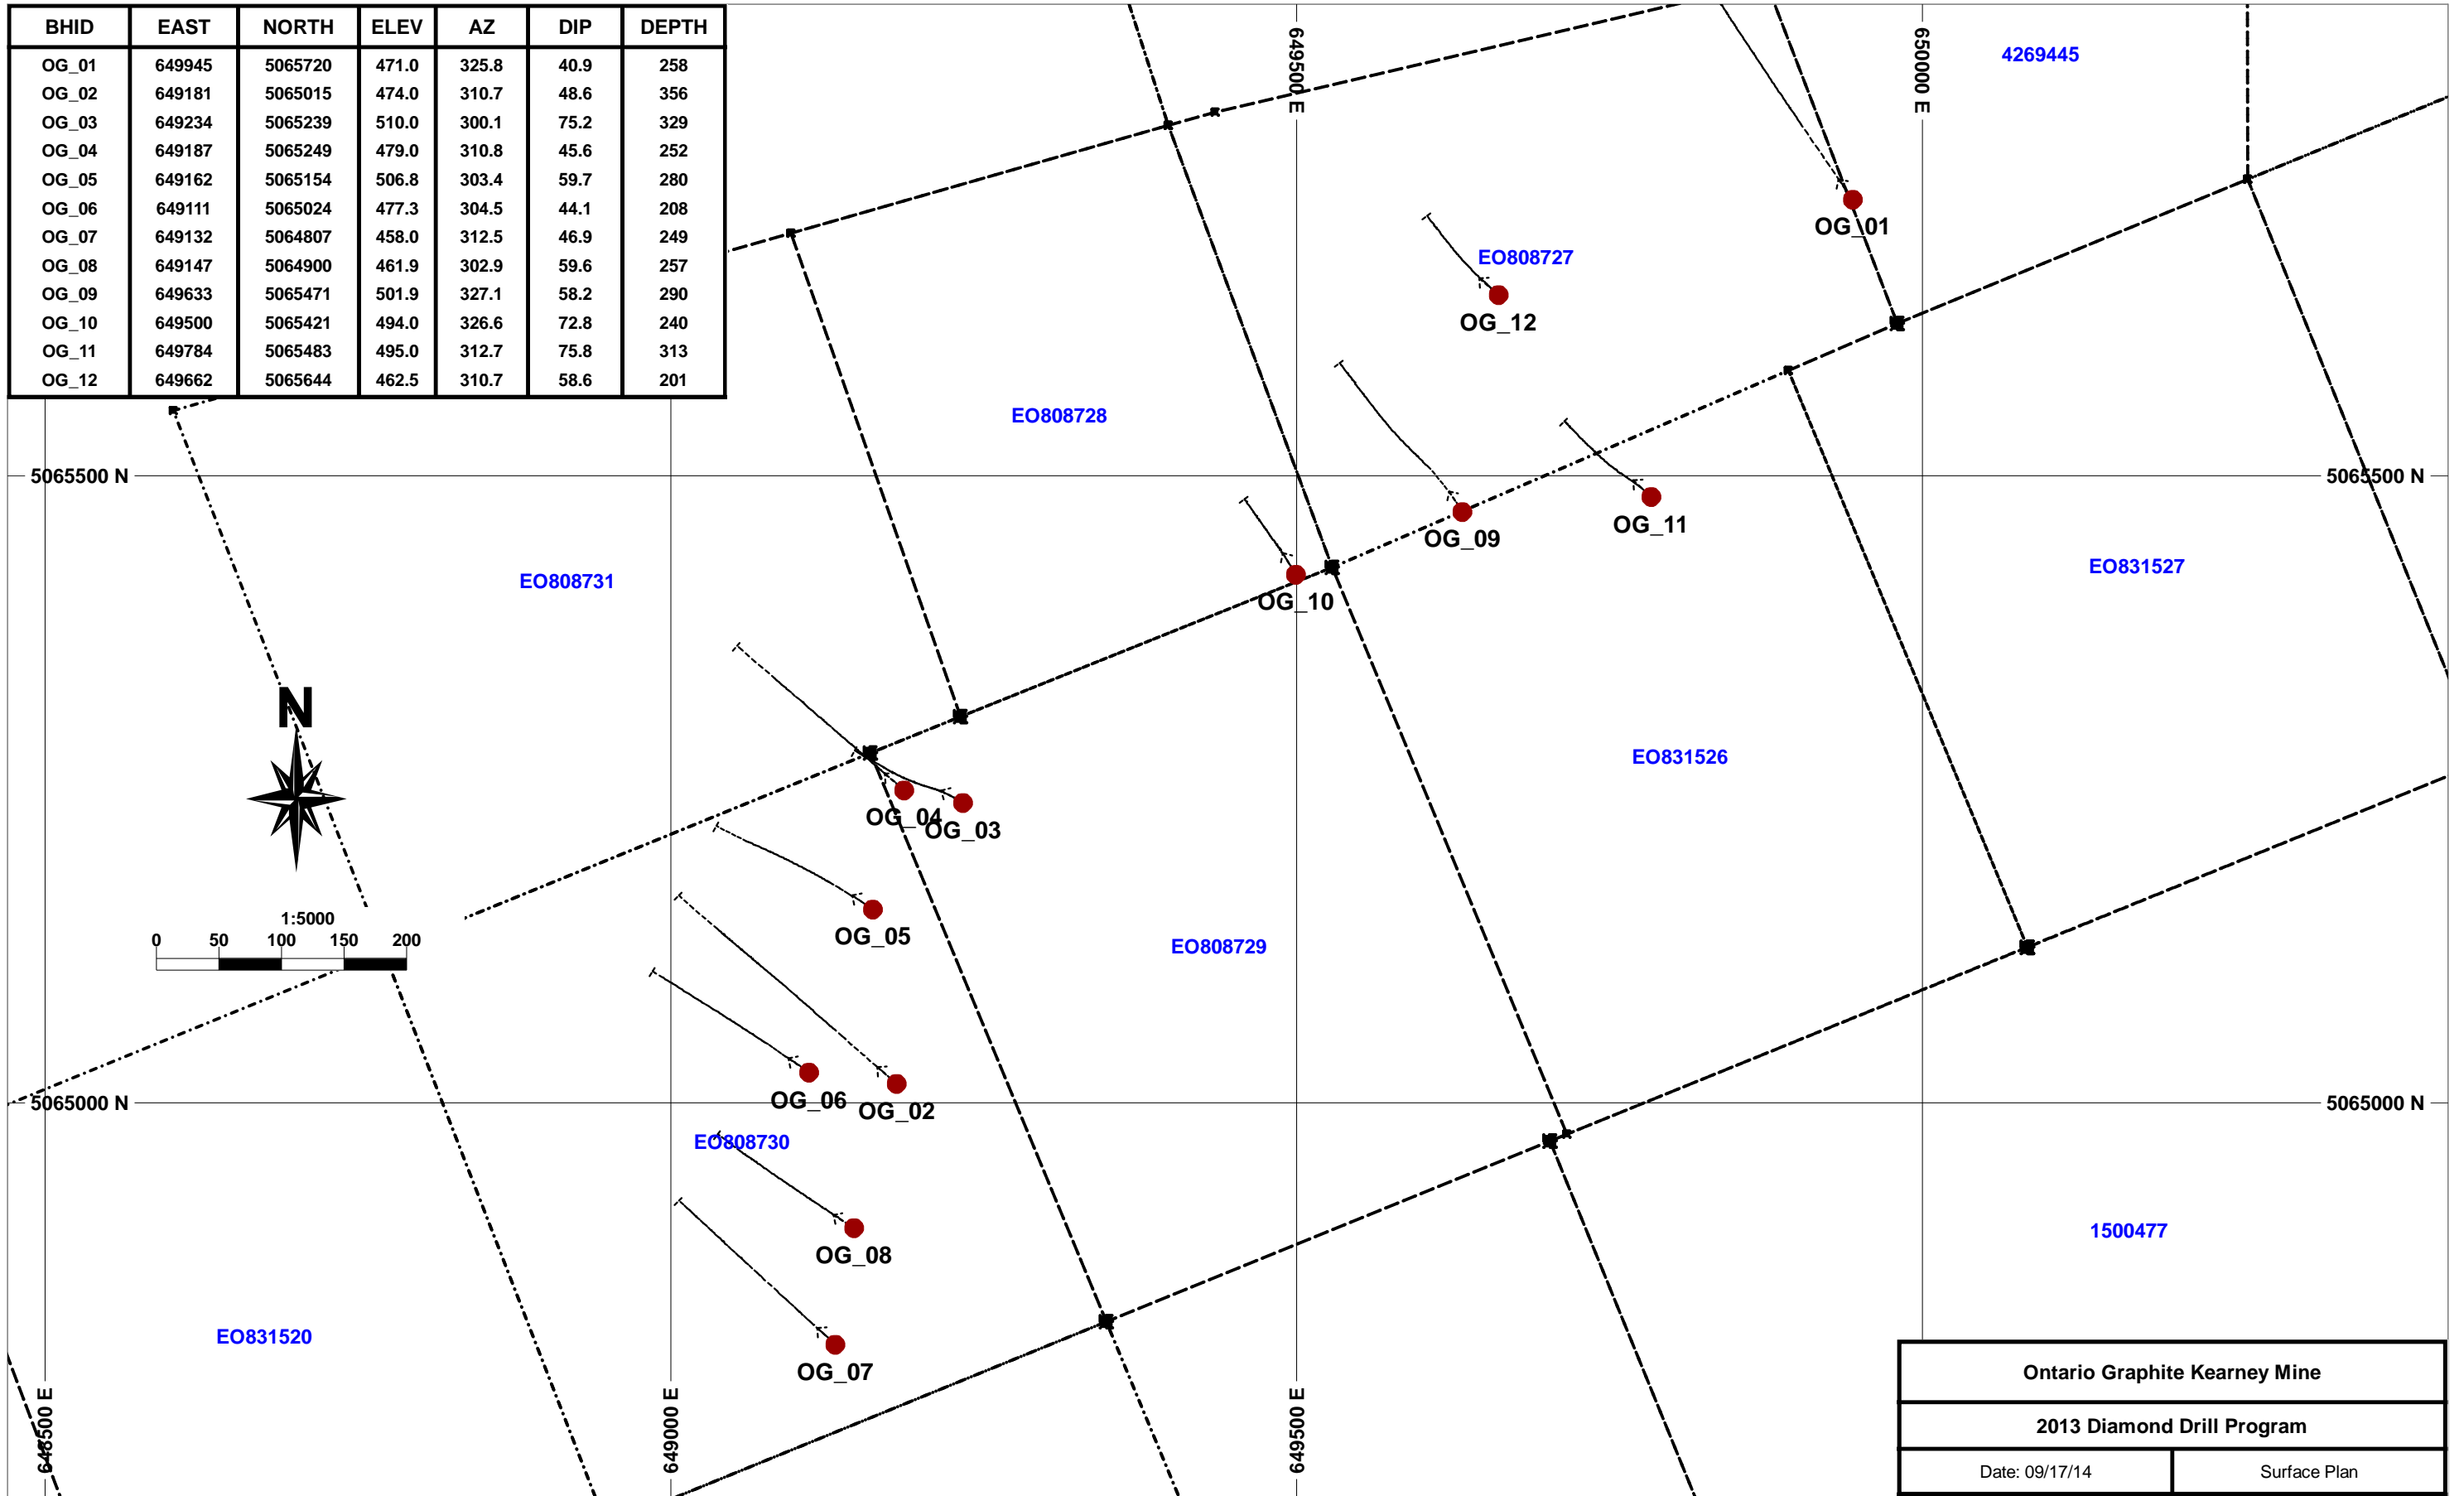 BHID EAST NORTH ELEV AZ DIP DEPTH
OG_01 649945 5065720 471.0 325.8 40.9 258
OG_02 649181 5065015 474.0 310.7 48.6 356
OG_03 649234 5065239 510.0 300.1 75.2 329
OG_04 649187 5065249 479.0 310.8 45.6 252
OG_05 649162 5065154 506.8 303.4 59.7 280
OG_06 649111 5065024 477.3 304.5 44.1 208
OG_07 649132 5064807 458.0 312.5 46.9 249
OG_08 649147 5064900 461.9 302.9 59.6 257
OG_09 649633 5065471 501.9 327.1 58.2 290
OG_10 649500 5065421 494.0 326.6 72.8 240
OG_11 649784 5065483 495.0 312.7 75.8 313
OG_12 649662 5065644 462.5 310.7 58.6 201
649500 E
650000 E
4269445
OG_01
EO808727
OG_12
EO808728
5065500 N
5065500 N
OG_11
OG_09
EO808731
EO831527
OG_10
N
EO831526
OG_04
OG_03
1:5000
0 50 100 150 200
OG_05
EO808729
OG_06
OG_02
5065000 N
5065000 N
EO808730
1500477
OG_08
EO831520
OG_07
648500 E
649000 E
649500 E
Ontario Graphite Kearney Mine
2013 Diamond Drill Program
Date: 09/17/14
Surface Plan